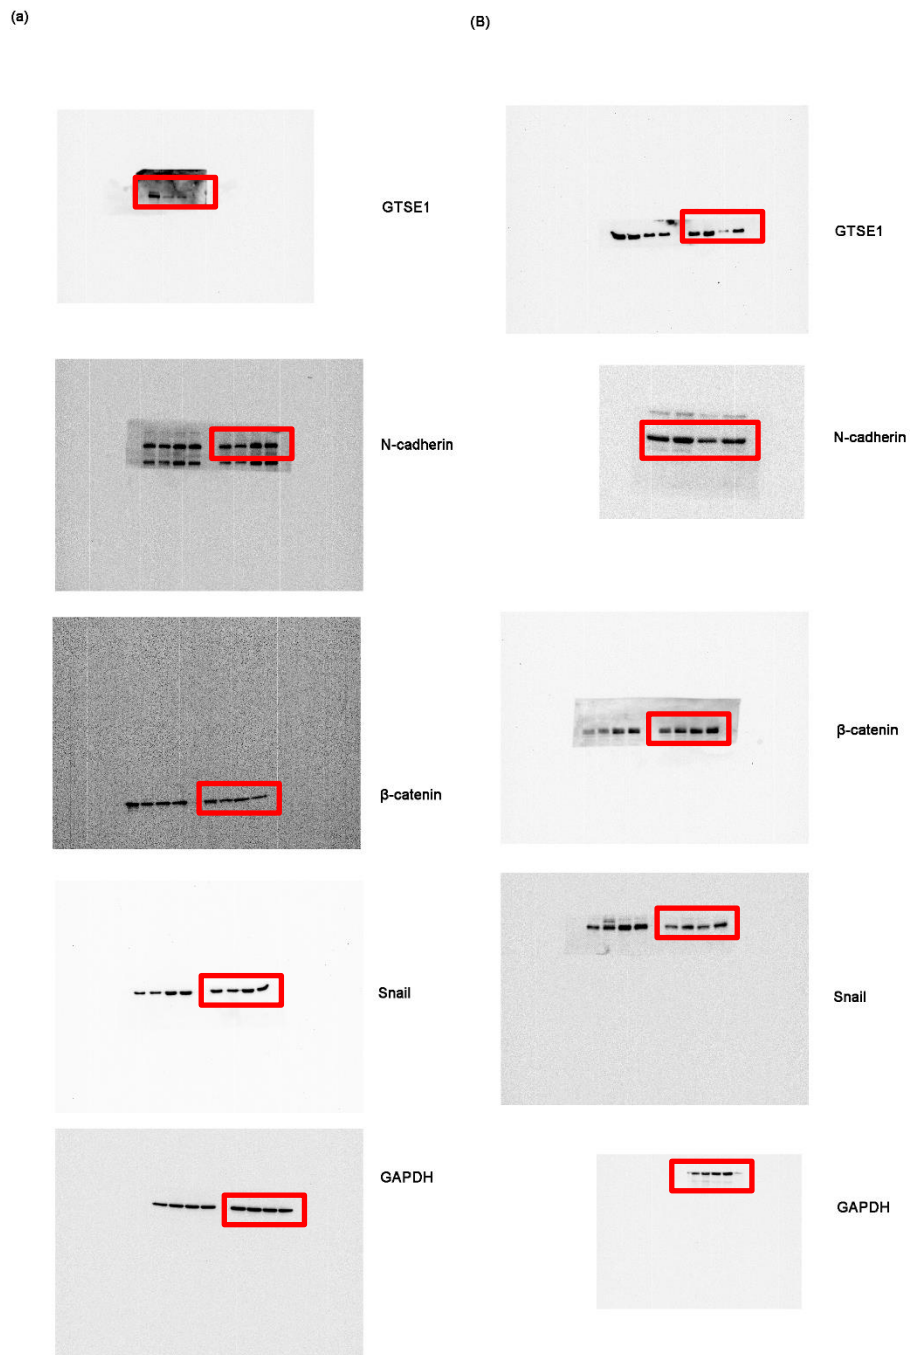 (a)
(B)
GTSE1
GTSE1
N-cadherin
N-cadherin
β-catenin
β-catenin
Snail
Snail
GAPDH
GAPDH